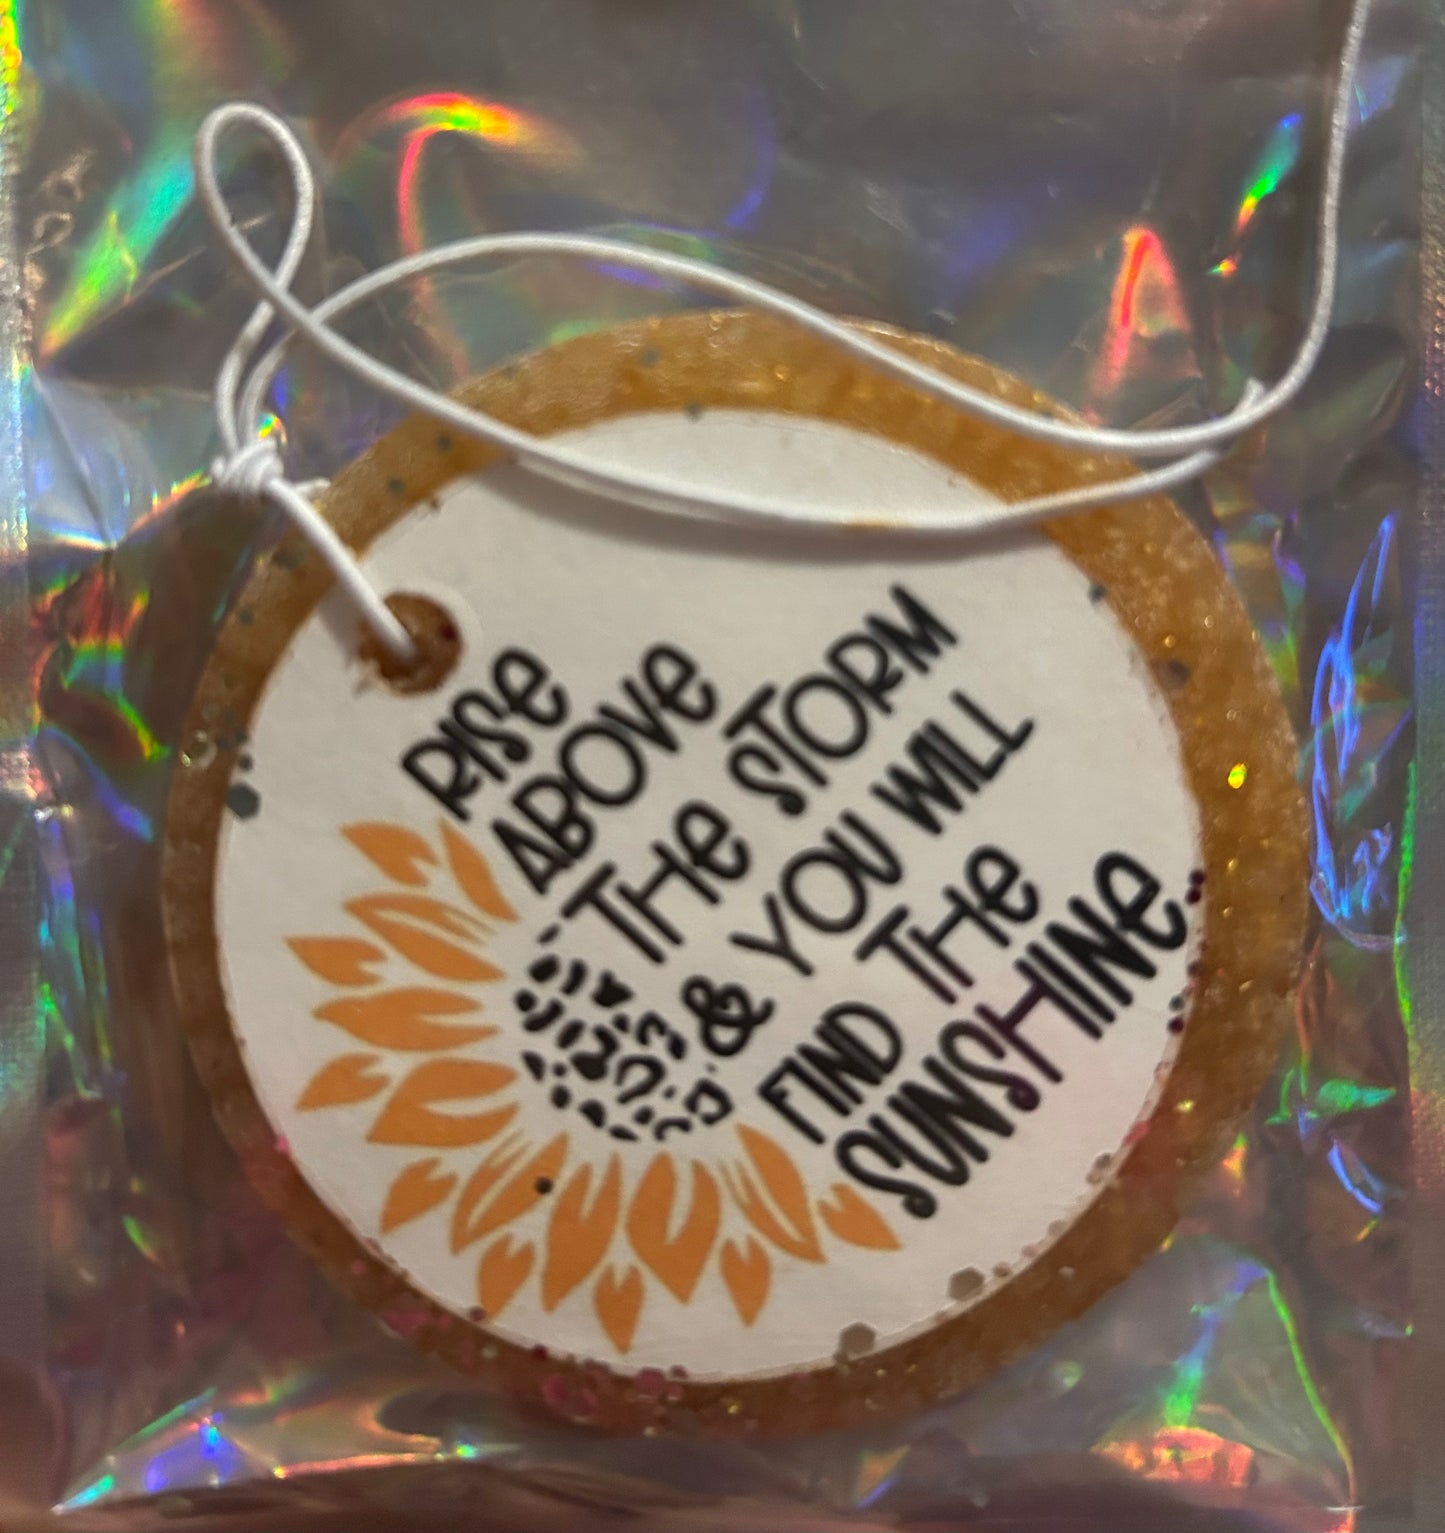 RISE
ABOVE
THE STORM
& YOU WILL
FIND THE
SUNSHINE